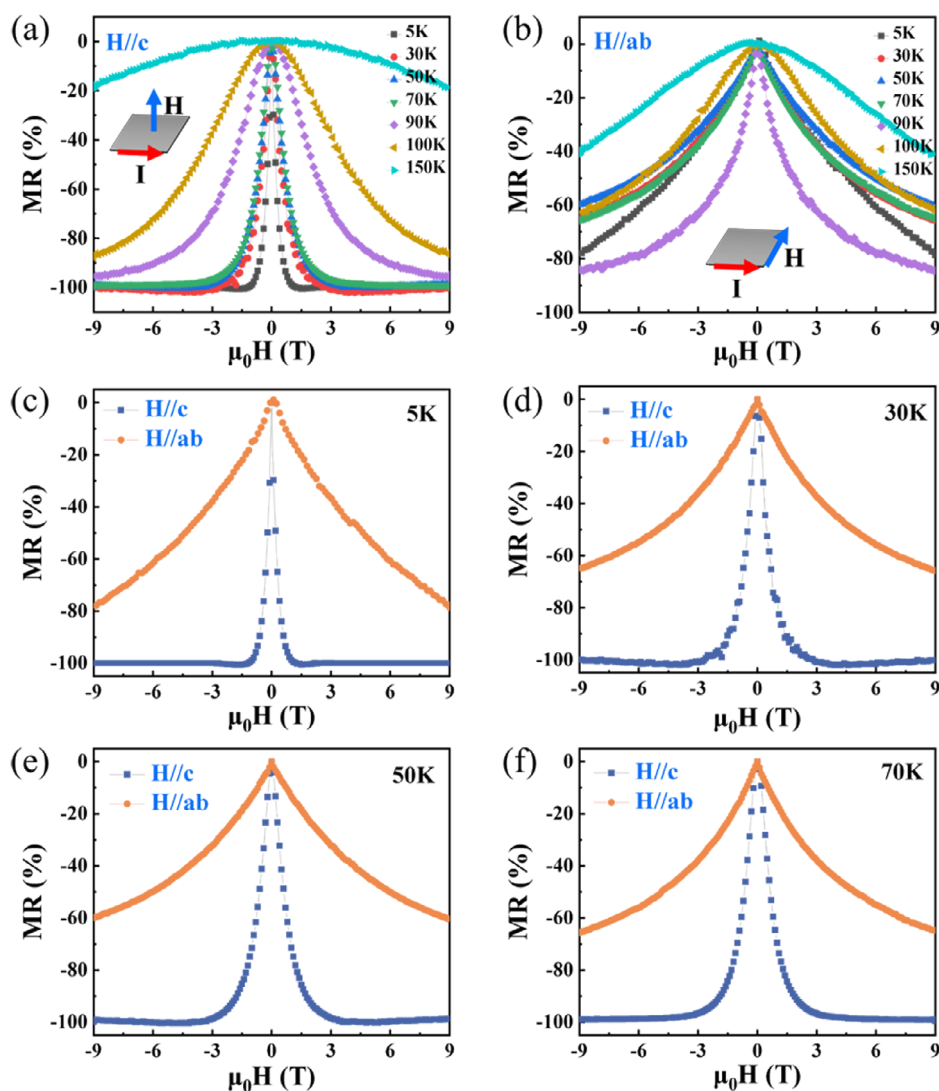 (a)
H//c
H
I
5K
30K
50K
70K
90K
100K
150K
0
-20
-40
-60
-80
-100
MR (%)
-9 -6 -3 0 3 6 9
μ₀H (T)
(b)
H//ab
H
I
5K
30K
50K
70K
90K
100K
150K
0
-20
-40
-60
-80
-100
MR (%)
-9 -6 -3 0 3 6 9
μ₀H (T)
(c)
H//c
H//ab
5K
0
-20
-40
-60
-80
-100
MR (%)
-9 -6 -3 0 3 6 9
μ₀H (T)
(d)
H//c
H//ab
30K
0
-20
-40
-60
-80
-100
MR (%)
-9 -6 -3 0 3 6 9
μ₀H (T)
(e)
H//c
H//ab
50K
0
-20
-40
-60
-80
-100
MR (%)
-9 -6 -3 0 3 6 9
μ₀H (T)
(f)
H//c
H//ab
70K
0
-20
-40
-60
-80
-100
MR (%)
-9 -6 -3 0 3 6 9
μ₀H (T)